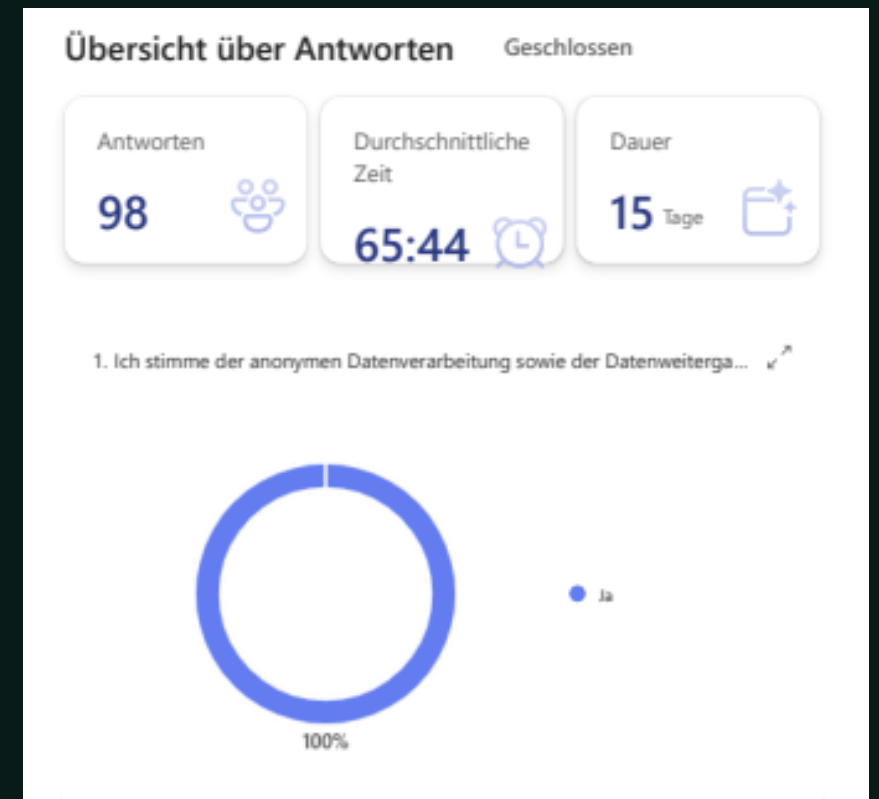 Übersicht über Antworten Geschlossen
Antworten
98
Durchschnittliche
Zeit
65:44
Dauer
15 Tage
1. Ich stimme der anonymen Datenverarbeitung sowie der Datenweiterga...
Ja
100%